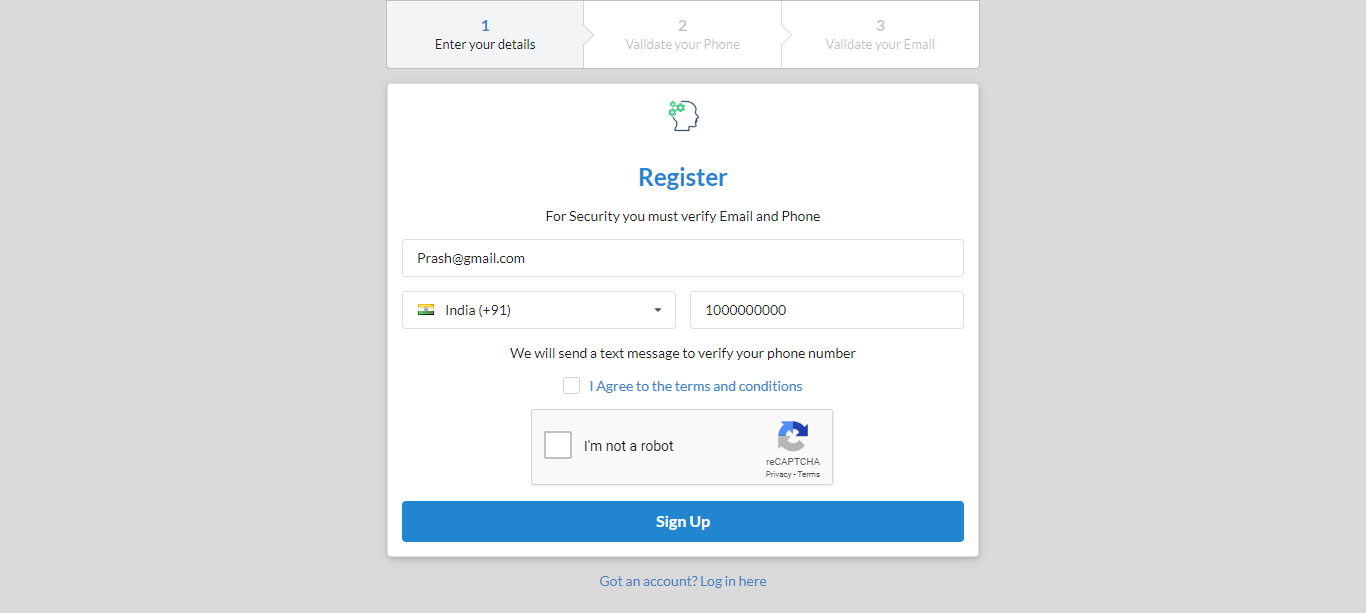 1
Enter your details
2
Validate your Phone
3
Validate your Email
Register
For Security you must verify Email and Phone
Prash@gmail.com
India (+91)
1000000000
We will send a text message to verify your phone number
I Agree to the terms and conditions
I'm not a robot
reCAPTCHA
Privacy - Terms
Sign Up
Got an account? Log in here